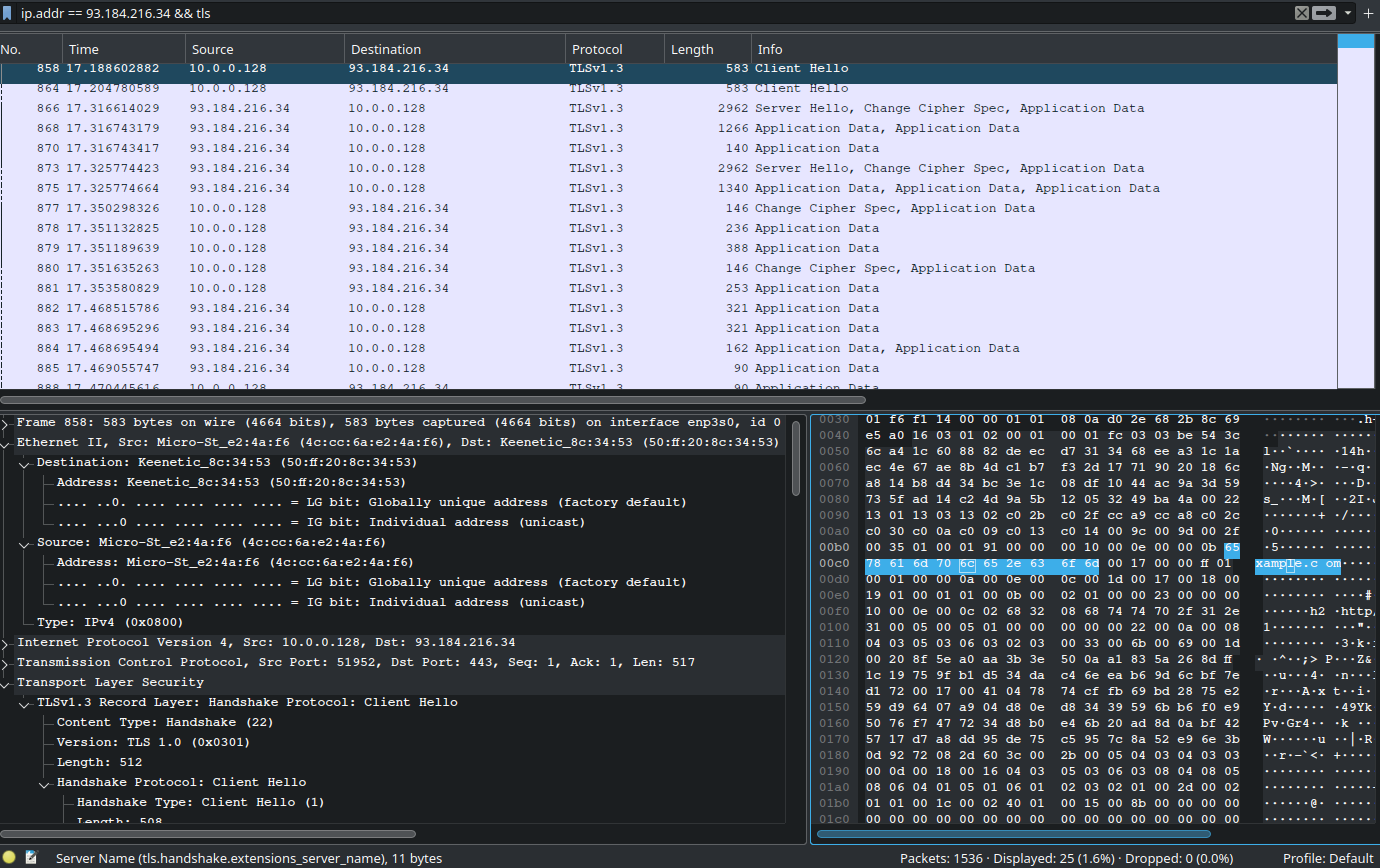 ip.addr == 93.184.216.34 && tls
No. Time Source Destination Protocol Length Info
858 17.188602882 10.0.0.128 93.184.216.34 TLSv1.3 583 Client Hello
864 17.204780589 10.0.0.128 93.184.216.34 TLSv1.3 583 Client Hello
866 17.316614029 93.184.216.34 10.0.0.128 TLSv1.3 2962 Server Hello, Change Cipher Spec, Application Data
868 17.316743179 93.184.216.34 10.0.0.128 TLSv1.3 1266 Application Data, Application Data
870 17.316743417 93.184.216.34 10.0.0.128 TLSv1.3 140 Application Data
873 17.325774423 93.184.216.34 10.0.0.128 TLSv1.3 2962 Server Hello, Change Cipher Spec, Application Data
875 17.325774664 93.184.216.34 10.0.0.128 TLSv1.3 1340 Application Data, Application Data, Application Data
877 17.350298326 10.0.0.128 93.184.216.34 TLSv1.3 146 Change Cipher Spec, Application Data
878 17.351132825 10.0.0.128 93.184.216.34 TLSv1.3 236 Application Data
879 17.351189639 10.0.0.128 93.184.216.34 TLSv1.3 388 Application Data
880 17.351635263 10.0.0.128 93.184.216.34 TLSv1.3 146 Change Cipher Spec, Application Data
881 17.353580829 10.0.0.128 93.184.216.34 TLSv1.3 253 Application Data
882 17.468515786 93.184.216.34 10.0.0.128 TLSv1.3 321 Application Data
883 17.468695296 93.184.216.34 10.0.0.128 TLSv1.3 321 Application Data
884 17.468695494 93.184.216.34 10.0.0.128 TLSv1.3 162 Application Data, Application Data
885 17.469055747 93.184.216.34 10.0.0.128 TLSv1.3 90 Application Data
888 17.470445616 10.0.0.128 93.184.216.34 TLSv1.3 90 Application Data
Frame 858: 583 bytes on wire (4664 bits), 583 bytes captured (4664 bits) on interface enp3s0, id 0
Ethernet II, Src: Micro-St_e2:4a:f6 (4c:cc:6a:e2:4a:f6), Dst: Keenetic_8c:34:53 (50:ff:20:8c:34:53)
Destination: Keenetic_8c:34:53 (50:ff:20:8c:34:53)
Address: Keenetic_8c:34:53 (50:ff:20:8c:34:53)
.... ..0. .... .... .... .... = LG bit: Globally unique address (factory default)
.... ...0 .... .... .... .... = IG bit: Individual address (unicast)
Source: Micro-St_e2:4a:f6 (4c:cc:6a:e2:4a:f6)
Address: Micro-St_e2:4a:f6 (4c:cc:6a:e2:4a:f6)
.... ..0. .... .... .... .... = LG bit: Globally unique address (factory default)
.... ...0 .... .... .... .... = IG bit: Individual address (unicast)
Type: IPv4 (0x0800)
Internet Protocol Version 4, Src: 10.0.0.128, Dst: 93.184.216.34
Transmission Control Protocol, Src Port: 51952, Dst Port: 443, Seq: 1, Ack: 1, Len: 517
Transport Layer Security
TLSv1.3 Record Layer: Handshake Protocol: Client Hello
Content Type: Handshake (22)
Version: TLS 1.0 (0x0301)
Length: 512
Handshake Protocol: Client Hello
Handshake Type: Client Hello (1)
Length: 508
0030 01 f6 f1 14 00 00 01 01 08 0a d0 2e 68 2b 8c 69
0040 e5 a0 16 03 01 02 00 01 00 01 fc 03 03 be 54 3c
0050 6c a4 1c 60 88 82 de ec d7 31 34 68 ee a3 1c 1a
0060 ec 4e 67 ae 8b 4d c1 b7 f3 2d 17 71 90 20 18 6c
0070 a8 14 b8 d4 34 bc 3e 1c 08 df 10 44 ac 9a 3d 59
0080 73 5f ad 14 c2 4d 9a 5b 12 05 32 49 ba 4a 00 22
0090 13 01 13 03 13 02 c0 2b c0 2f cc a9 cc a8 c0 2c
00a0 c0 30 c0 0a c0 09 c0 13 c0 14 00 9c 00 9d 00 2f
00b0 00 35 01 00 01 91 00 00 00 10 00 0e 00 00 0b 65
00c0 78 61 6d 70 6c 65 2e 63 6f 6d 00 17 00 00 ff 01 xample.c om
00d0 00 01 00 00 0a 00 0e 00 0c 00 1d 00 17 00 18 00
00e0 19 01 00 01 01 00 0b 00 02 01 00 00 23 00 00 00
00f0 10 00 0e 00 0c 02 68 32 08 68 74 74 70 2f 31 2e
0100 31 00 05 00 05 01 00 00 00 00 00 22 00 0a 00 08
0110 04 03 05 03 06 03 02 03 00 33 00 6b 00 69 00 1d
0120 00 20 8f 5e a0 aa 3b 3e 50 0a a1 83 5a 26 8d ff
0130 1c 19 75 9f b1 d5 34 da c4 6e ea b6 9d 6c bf 7e
0140 d1 72 00 17 00 41 04 78 74 cf fb 69 bd 28 75 e2
0150 59 d9 64 07 a9 04 d8 0e d8 34 39 59 6b b6 f0 e9
0160 50 76 f7 47 72 34 d8 b0 e4 6b 20 ad 8d 0a bf 42
0170 57 17 d7 a8 dd 95 de 75 c5 95 7c 8a 52 e9 6e 3b
0180 0d 92 72 08 2d 60 3c 00 2b 00 05 04 03 04 03 03
0190 00 0d 00 18 00 16 04 03 05 03 06 03 08 04 08 05
01a0 08 06 04 01 05 01 06 01 02 03 02 01 00 2d 00 02
01b0 01 01 00 1c 00 02 40 01 00 15 00 8b 00 00 00 00
01c0 00 00 00 00 00 00 00 00 00 00 00 00 00 00 00 00
Server Name (tls.handshake.extensions_server_name), 11 bytes
Packets: 1536 · Displayed: 25 (1.6%) · Dropped: 0 (0.0%)
Profile: Default